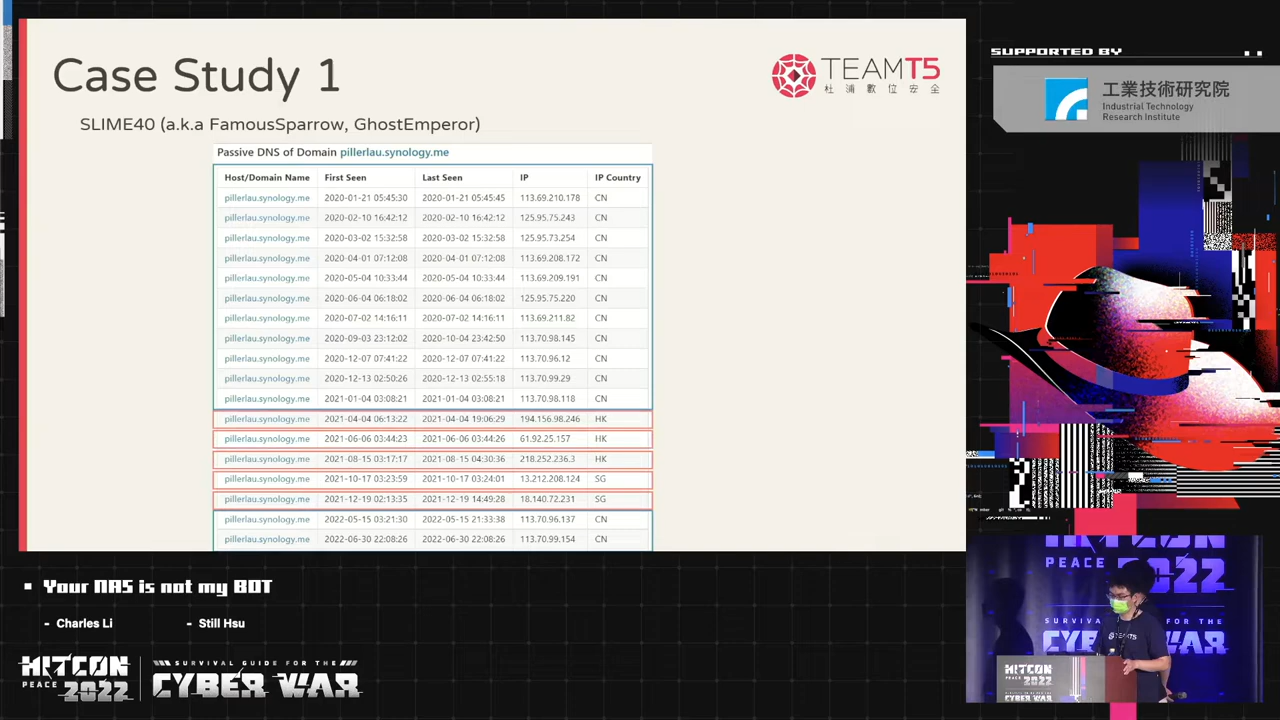 Case Study 1
TEAMT5
杜浦數位安全
SLIME40 (a.k.a FamousSparrow, GhostEmperor)
Passive DNS of Domain pillerlau.synology.me
Host/Domain Name First Seen Last Seen IP IP Country
pillerlau.synology.me 2020-01-21 05:45:30 2020-01-21 05:45:45 113.69.210.178 CN
pillerlau.synology.me 2020-02-10 16:42:12 2020-02-10 16:42:12 125.95.75.243 CN
pillerlau.synology.me 2020-03-02 15:32:58 2020-03-02 15:32:58 125.95.73.254 CN
pillerlau.synology.me 2020-04-01 07:12:08 2020-04-01 07:12:08 113.69.208.172 CN
pillerlau.synology.me 2020-05-04 10:33:44 2020-05-04 10:33:44 113.69.209.191 CN
pillerlau.synology.me 2020-06-04 06:18:02 2020-06-04 06:18:02 125.95.75.220 CN
pillerlau.synology.me 2020-07-02 14:16:11 2020-07-02 14:16:11 113.69.211.82 CN
pillerlau.synology.me 2020-09-03 23:12:02 2020-10-04 23:42:50 113.70.98.145 CN
pillerlau.synology.me 2020-12-07 07:41:22 2020-12-07 07:41:22 113.70.96.12 CN
pillerlau.synology.me 2020-12-13 02:50:26 2020-12-13 02:55:18 113.70.99.29 CN
pillerlau.synology.me 2021-01-04 03:08:21 2021-01-04 03:08:21 113.70.98.118 CN
pillerlau.synology.me 2021-04-04 06:13:22 2021-04-04 19:06:29 194.156.98.246 HK
pillerlau.synology.me 2021-06-06 03:44:23 2021-06-06 03:44:26 61.92.25.157 HK
pillerlau.synology.me 2021-08-15 03:17:17 2021-08-15 04:30:36 218.252.236.3 HK
pillerlau.synology.me 2021-10-17 03:23:59 2021-10-17 03:24:01 13.212.208.124 SG
pillerlau.synology.me 2021-12-19 02:13:35 2021-12-19 14:49:28 18.140.72.231 SG
pillerlau.synology.me 2022-05-15 03:21:30 2022-05-15 21:33:38 113.70.96.137 CN
pillerlau.synology.me 2022-06-30 22:08:26 2022-06-30 22:08:26 113.70.99.154 CN
SUPPORTED BY
工業技術研究院
Industrial Technology
Research Institute
Your NAS is not my BOT
- Charles Li
- Still Hsu
HITCON
PEACE 2022
SURVIVAL GUIDE FOR THE
CYBER WAR
HITCON
PEACE 2022
SURVIVAL GUIDE FOR THE
CYBER WAR
TEAMT5
HITCON
PEACE 2022
CYBER WAR